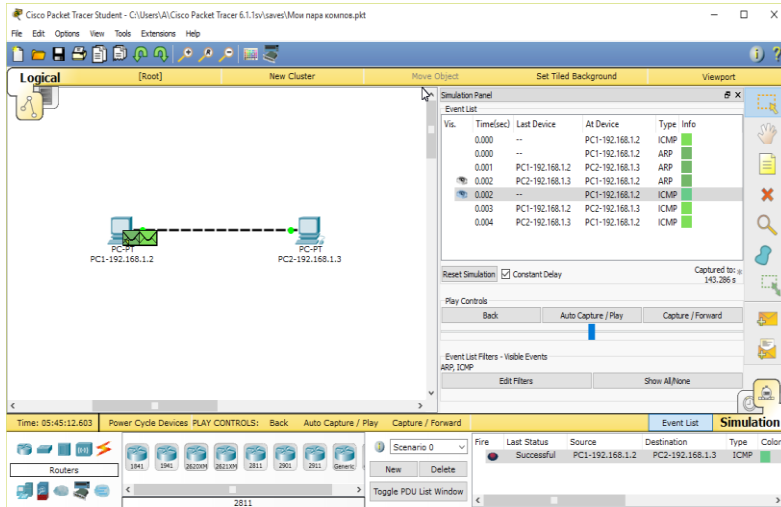 Cisco Packet Tracer Student - C:\Users\A\Cisco Packet Tracer 6.1.1sv\saves\Мои пара компов.pkt
File Edit Options View Tools Extensions Help
Logical [Root] New Cluster Move Object Set Tiled Background Viewport
Simulation Panel
Event List
Vis. Time(sec) Last Device At Device Type Info
0.000 -- PC1-192.168.1.2 ICMP
0.000 -- PC1-192.168.1.2 ARP
0.001 PC1-192.168.1.2 PC2-192.168.1.3 ARP
0.002 PC2-192.168.1.3 PC1-192.168.1.2 ARP
0.002 -- PC1-192.168.1.2 ICMP
0.003 PC1-192.168.1.2 PC2-192.168.1.3 ICMP
0.004 PC2-192.168.1.3 PC1-192.168.1.2 ICMP
PC-PT
PC1-192.168.1.2
PC-PT
PC2-192.168.1.3
Reset Simulation Constant Delay Captured to:
143.286 s
Play Controls
Back Auto Capture / Play Capture / Forward
Event List Filters - Visible Events
ARP, ICMP
Edit Filters Show All/None
Time: 05:45:12.603 Power Cycle Devices PLAY CONTROLS: Back Auto Capture / Play Capture / Forward Event List Simulation
Routers
1841 1941 2620XM 2621XM 2811 2901 2911 Generic
2811
Scenario 0
New Delete
Toggle PDU List Window
Fire Last Status Source Destination Type Color
Successful PC1-192.168.1.2 PC2-192.168.1.3 ICMP